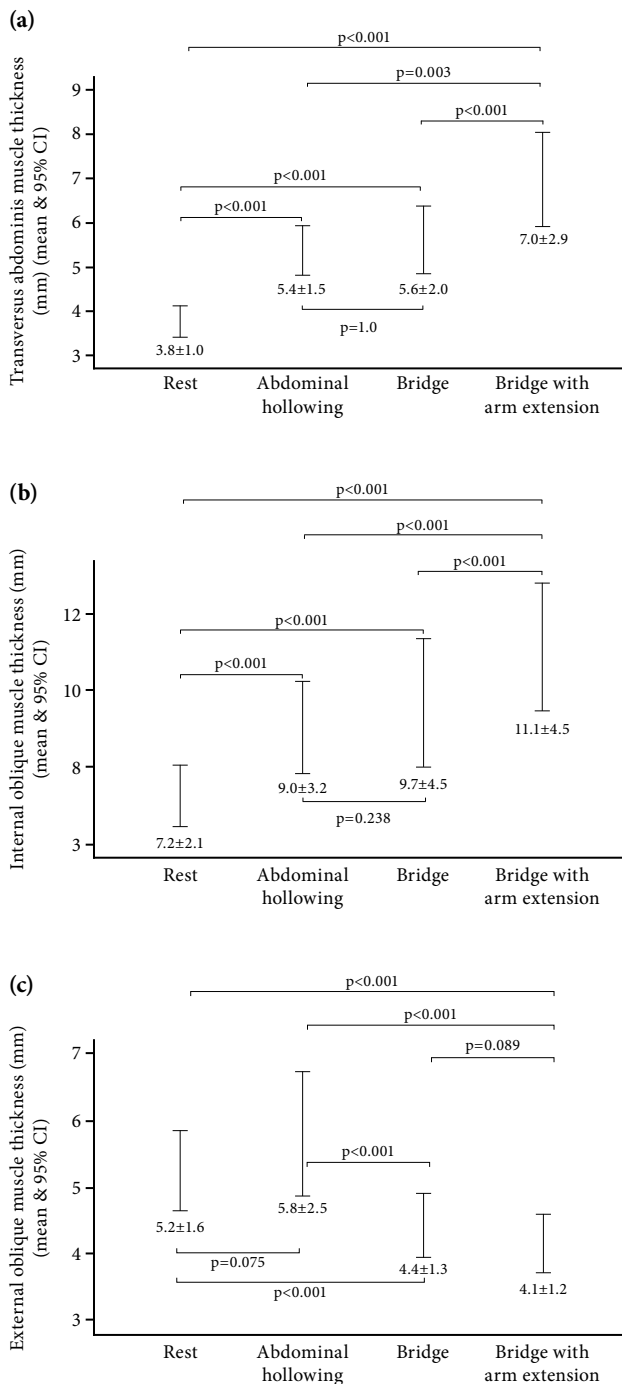 (a)
p<0.001
p=0.003
p<0.001
p<0.001
p<0.001
5.4±1.5
5.6±2.0
7.0±2.9
p=1.0
3.8±1.0
9
8
7
6
5
4
3
Transversus abdominis muscle thickness
(mm) (mean & 95% CI)
Rest
Abdominal
hollowing
Bridge
Bridge with
arm extension
(b)
p<0.001
p<0.001
p<0.001
p<0.001
p<0.001
11.1±4.5
9.0±3.2
9.7±4.5
p=0.238
7.2±2.1
12
10
8
3
Internal oblique muscle thickness (mm)
(mean & 95% CI)
Rest
Abdominal
hollowing
Bridge
Bridge with
arm extension
(c)
p<0.001
p<0.001
p=0.089
p<0.001
5.2±1.6
5.8±2.5
p=0.075
4.4±1.3
4.1±1.2
p<0.001
7
6
5
4
3
External oblique muscle thickness (mm)
(mean & 95% CI)
Rest
Abdominal
hollowing
Bridge
Bridge with
arm extension